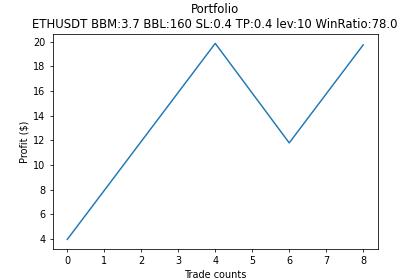 Portfolio
ETHUSDT BBM:3.7 BBL:160 SL:0.4 TP:0.4 lev:10 WinRatio:78.0
20
18
16
14
12
10
8
6
4
Profit ($)
0 1 2 3 4 5 6 7 8
Trade counts